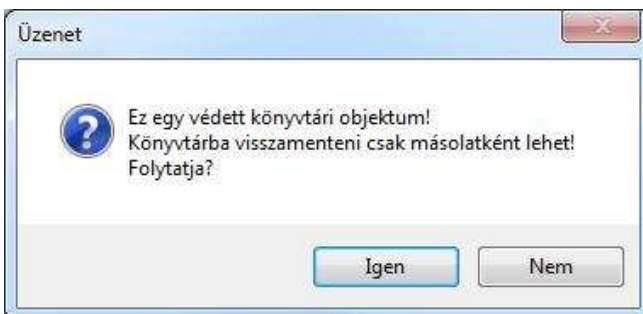 Üzenet
Ez egy védett könyvtári objektum!
Könyvtárba visszamenteni csak másolatként lehet!
Folytatja?
Igen
Nem